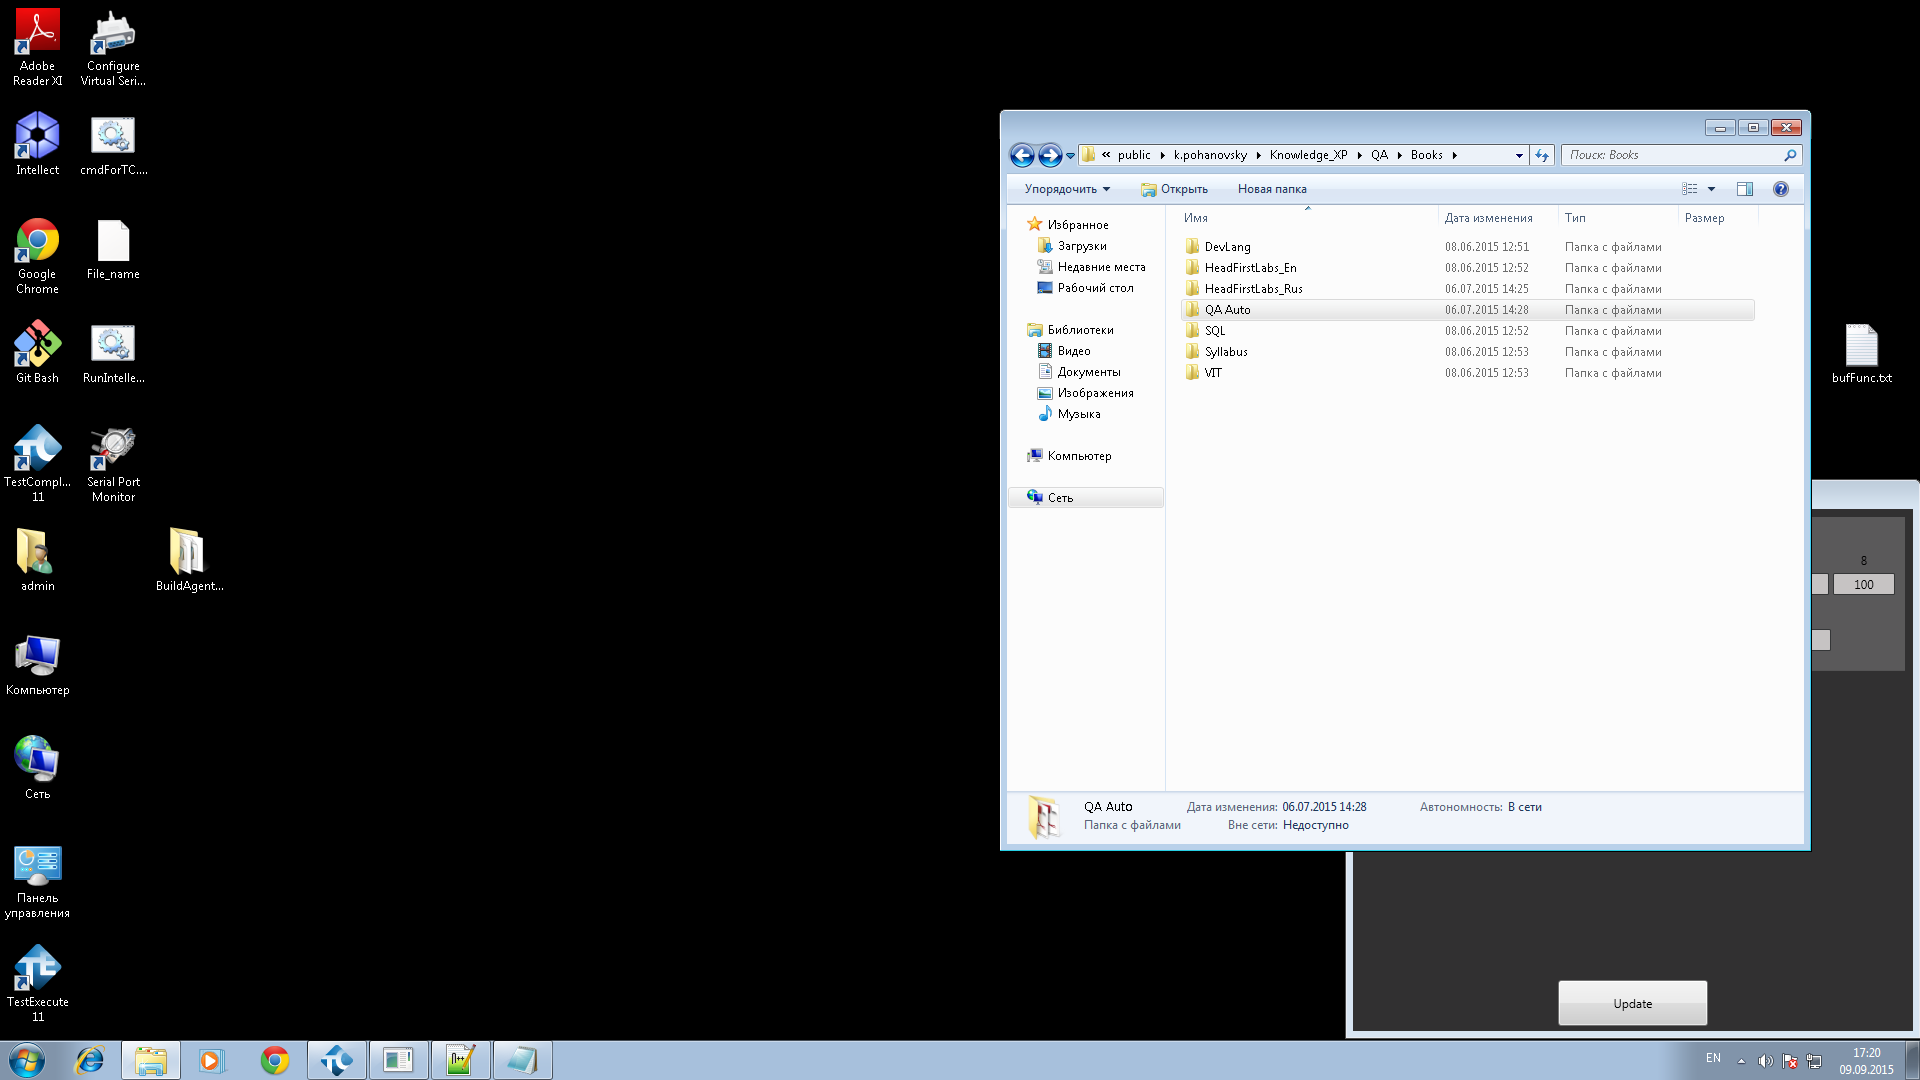 Adobe
Reader XI
Configure
Virtual Seri...
Intellect
cmdForTC....
Google
Chrome
File_name
Git Bash
RunIntelle...
TestCompl...
11
Serial Port
Monitor
admin
BuildAgent...
Компьютер
Сеть
Панель
управления
TestExecute
11
« public k.pohanovsky Knowledge_XP QA Books
Поиск: Books
Упорядочить
Открыть
Новая папка
Избранное
Загрузки
Недавние места
Рабочий стол
Библиотеки
Видео
Документы
Изображения
Музыка
Компьютер
Сеть
Имя Дата изменения Тип Размер
DevLang 08.06.2015 12:51 Папка с файлами
HeadFirstLabs_En 08.06.2015 12:52 Папка с файлами
HeadFirstLabs_Rus 06.07.2015 14:25 Папка с файлами
QA Auto 06.07.2015 14:28 Папка с файлами
SQL 08.06.2015 12:52 Папка с файлами
Syllabus 08.06.2015 12:53 Папка с файлами
VIT 08.06.2015 12:53 Папка с файлами
QA Auto Дата изменения: 06.07.2015 14:28 Автономность: В сети
Папка с файлами Вне сети: Недоступно
bufFunc.txt
8
100
Update
EN
17:20
09.09.2015